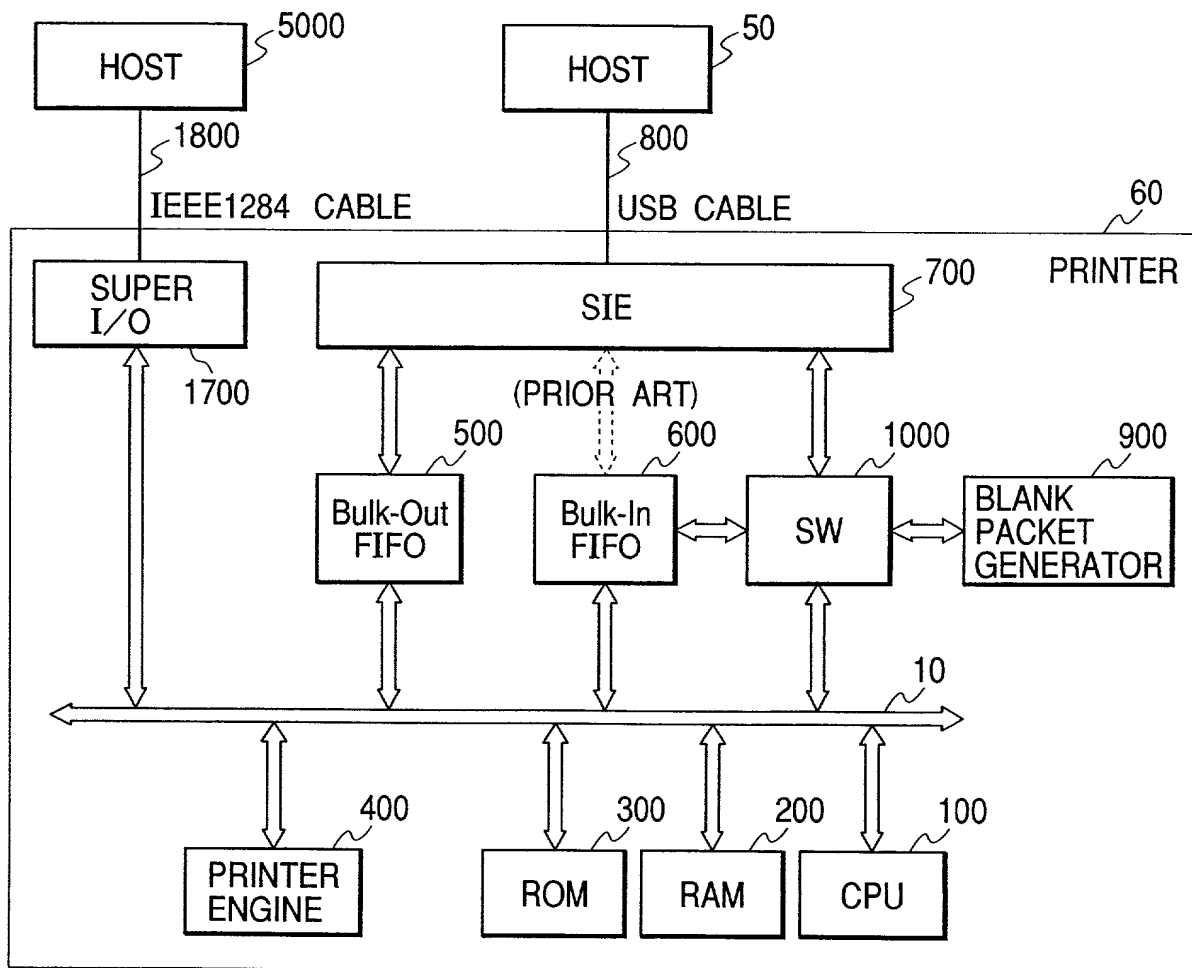 5000
HOST
50
HOST
1800
800
IEEE1284 CABLE
USB CABLE
60
PRINTER
SUPER
I/O
1700
SIE
700
(PRIOR ART)
500
Bulk-Out
FIFO
600
Bulk-In
FIFO
1000
SW
900
BLANK
PACKET
GENERATOR
10
400
PRINTER
ENGINE
300
ROM
200
RAM
100
CPU